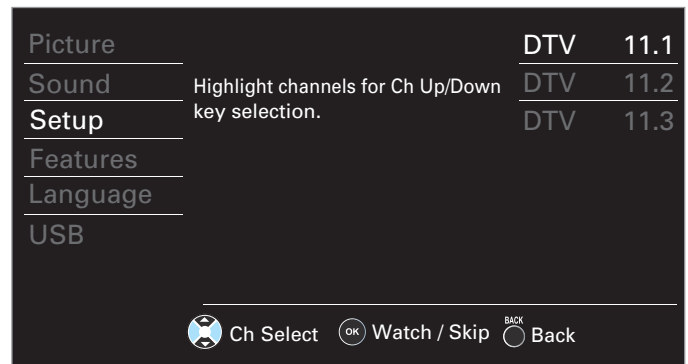 Picture
Sound
Setup
Features
Language
USB
Highlight channels for Ch Up/Down
key selection.
DTV 11.1
DTV 11.2
DTV 11.3
Ch Select OK Watch / Skip BACK Back